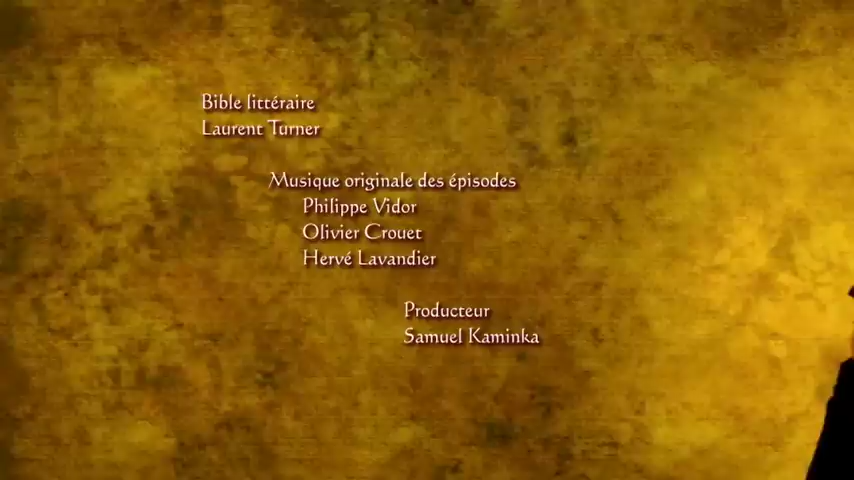 Bible littéraire
Laurent Turner
Musique originale des épisodes
Philippe Vidor
Olivier Crouet
Hervé Lavandier
Producteur
Samuel Kaminka